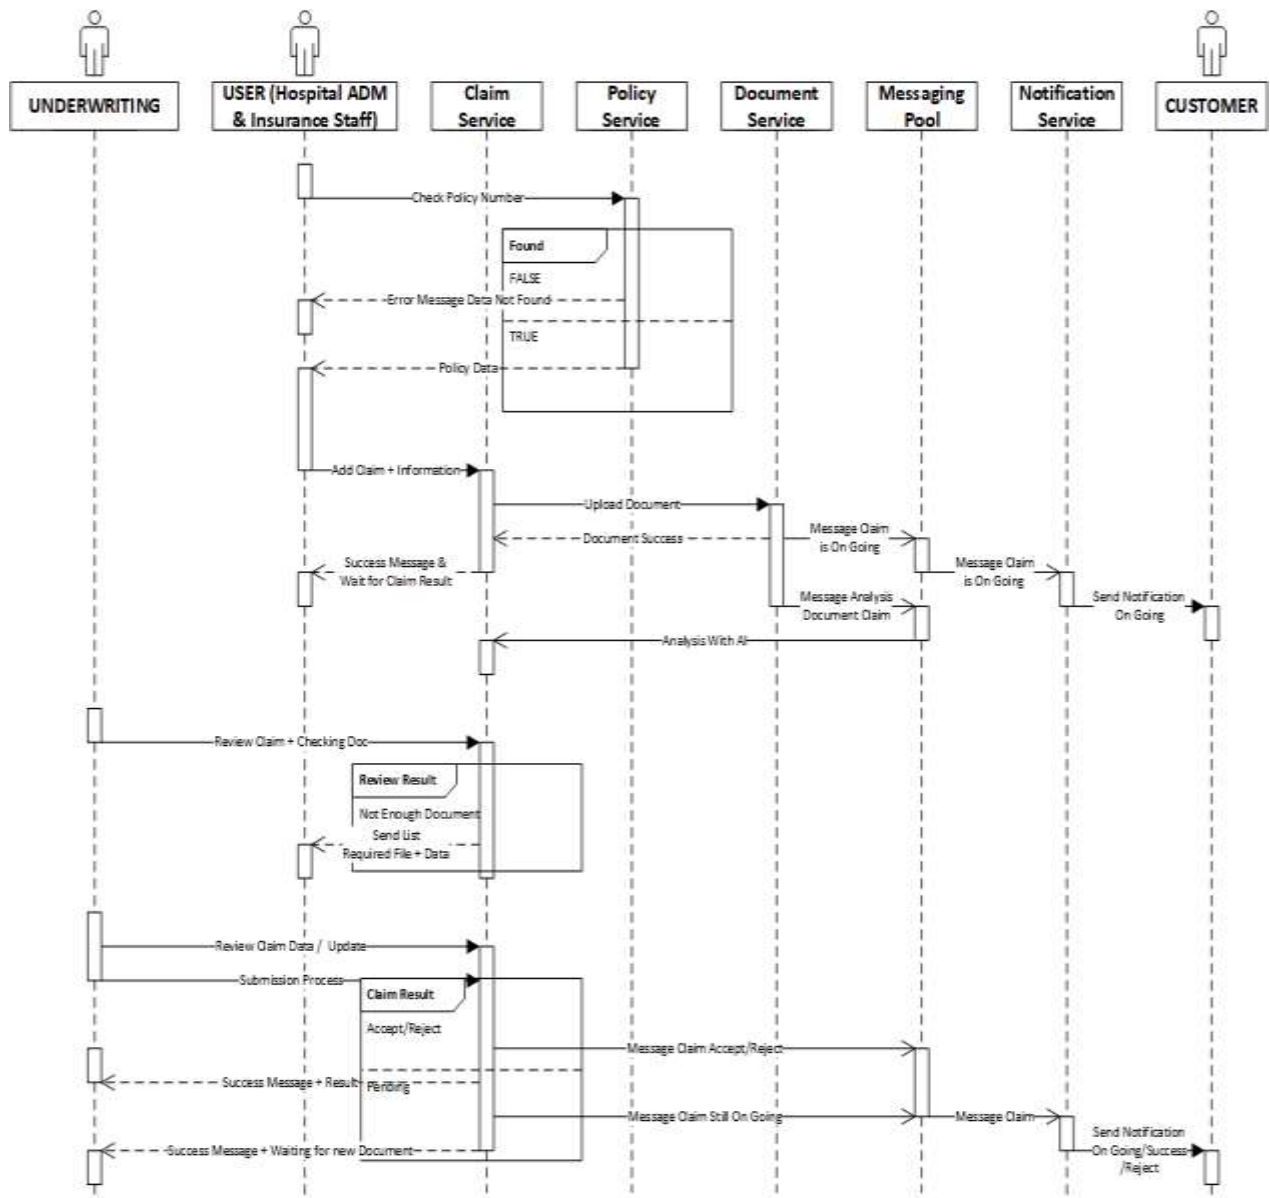 UNDERWRITING
USER (Hospital ADM
& Insurance Staff)
Claim
Service
Policy
Service
Document
Service
Messaging
Pool
Notification
Service
CUSTOMER
Check Policy Number
Found
FALSE
Error Message Data Not Found
TRUE
Policy Data
Add Claim + Information
Upload Document
Document Success
Message Claim
is On Going
Success Message &
Wait for Claim Result
Message Claim
is On Going
Message Analysis
Document Claim
Send Notification
On Going
Analysis With AI
Review Claim + Checking Doc
Review Result
Not Enough Document
Send List
Required File + Data
Review Claim Data / Update
Submission Process
Claim Result
Accept/Reject
Message Claim Accept/Reject
Success Message + Result
Pending
Message Claim Still On Going
Message Claim
Success Message + Waiting for new Document
Send Notification
On Going/Success
/Reject